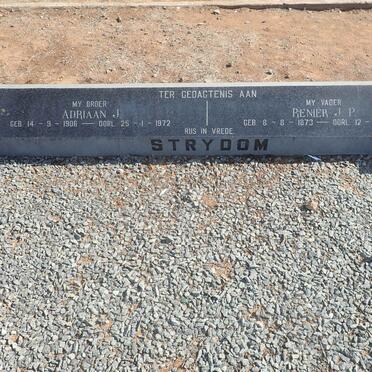 TER GEDAGTENIS AAN
MY BROER
ADRIAAN J.
GEB 14 - 9 - 1906 — OORL 25 - 1 - 1972
MY VADER
RENIER J. P.
GEB 8 - 8 - 1873 — OORL 12 -
RUS IN VREDE
STRYDOM